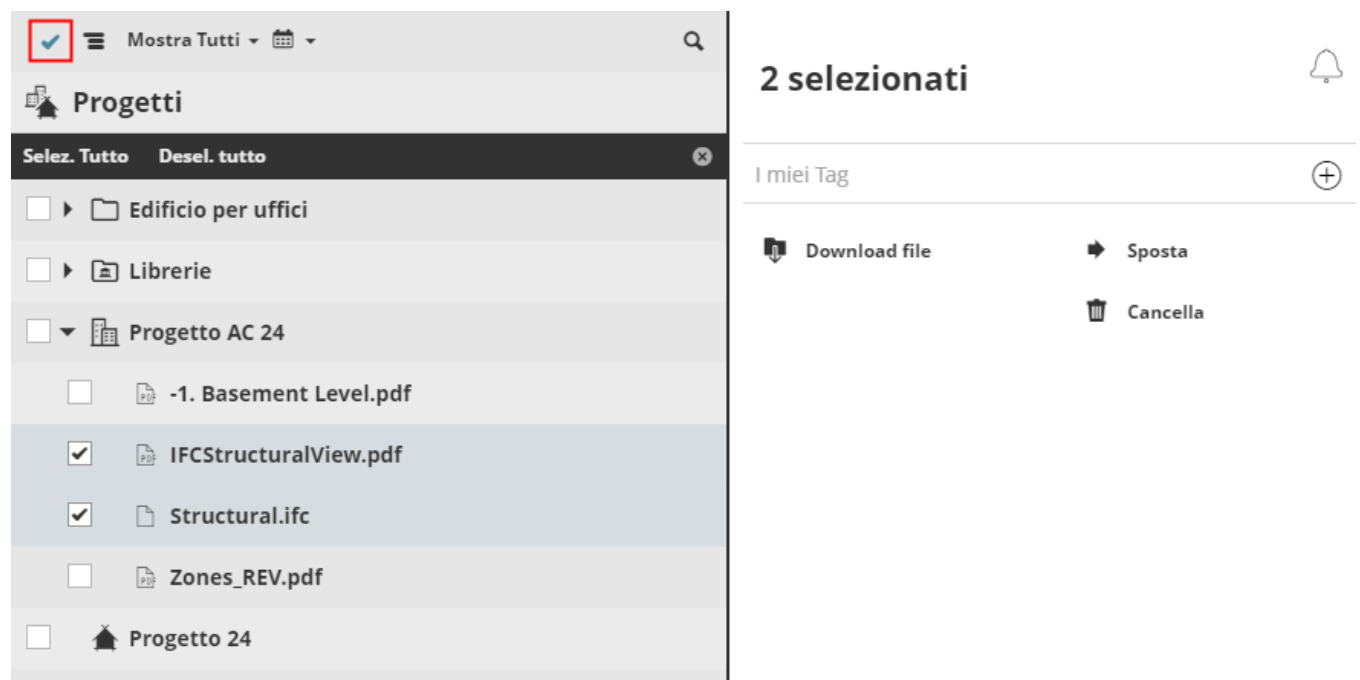 Mostra Tutti
Progetti
Selez. Tutto Desel. tutto
Edificio per uffici
Librerie
Progetto AC 24
-1. Basement Level.pdf
IFCStructuralView.pdf
Structural.ifc
Zones_REV.pdf
Progetto 24
2 selezionati
I miei Tag
Download file Sposta
Cancella